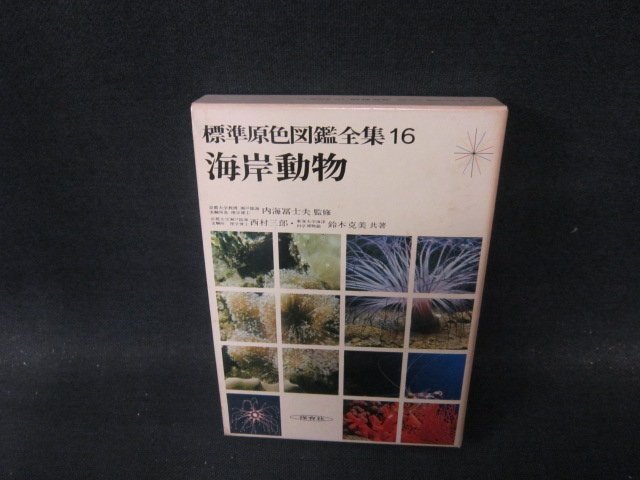 標準原色図鑑全集16
海岸動物
内海冨士夫 監修
西村三郎・鈴木克美 共著
保育社